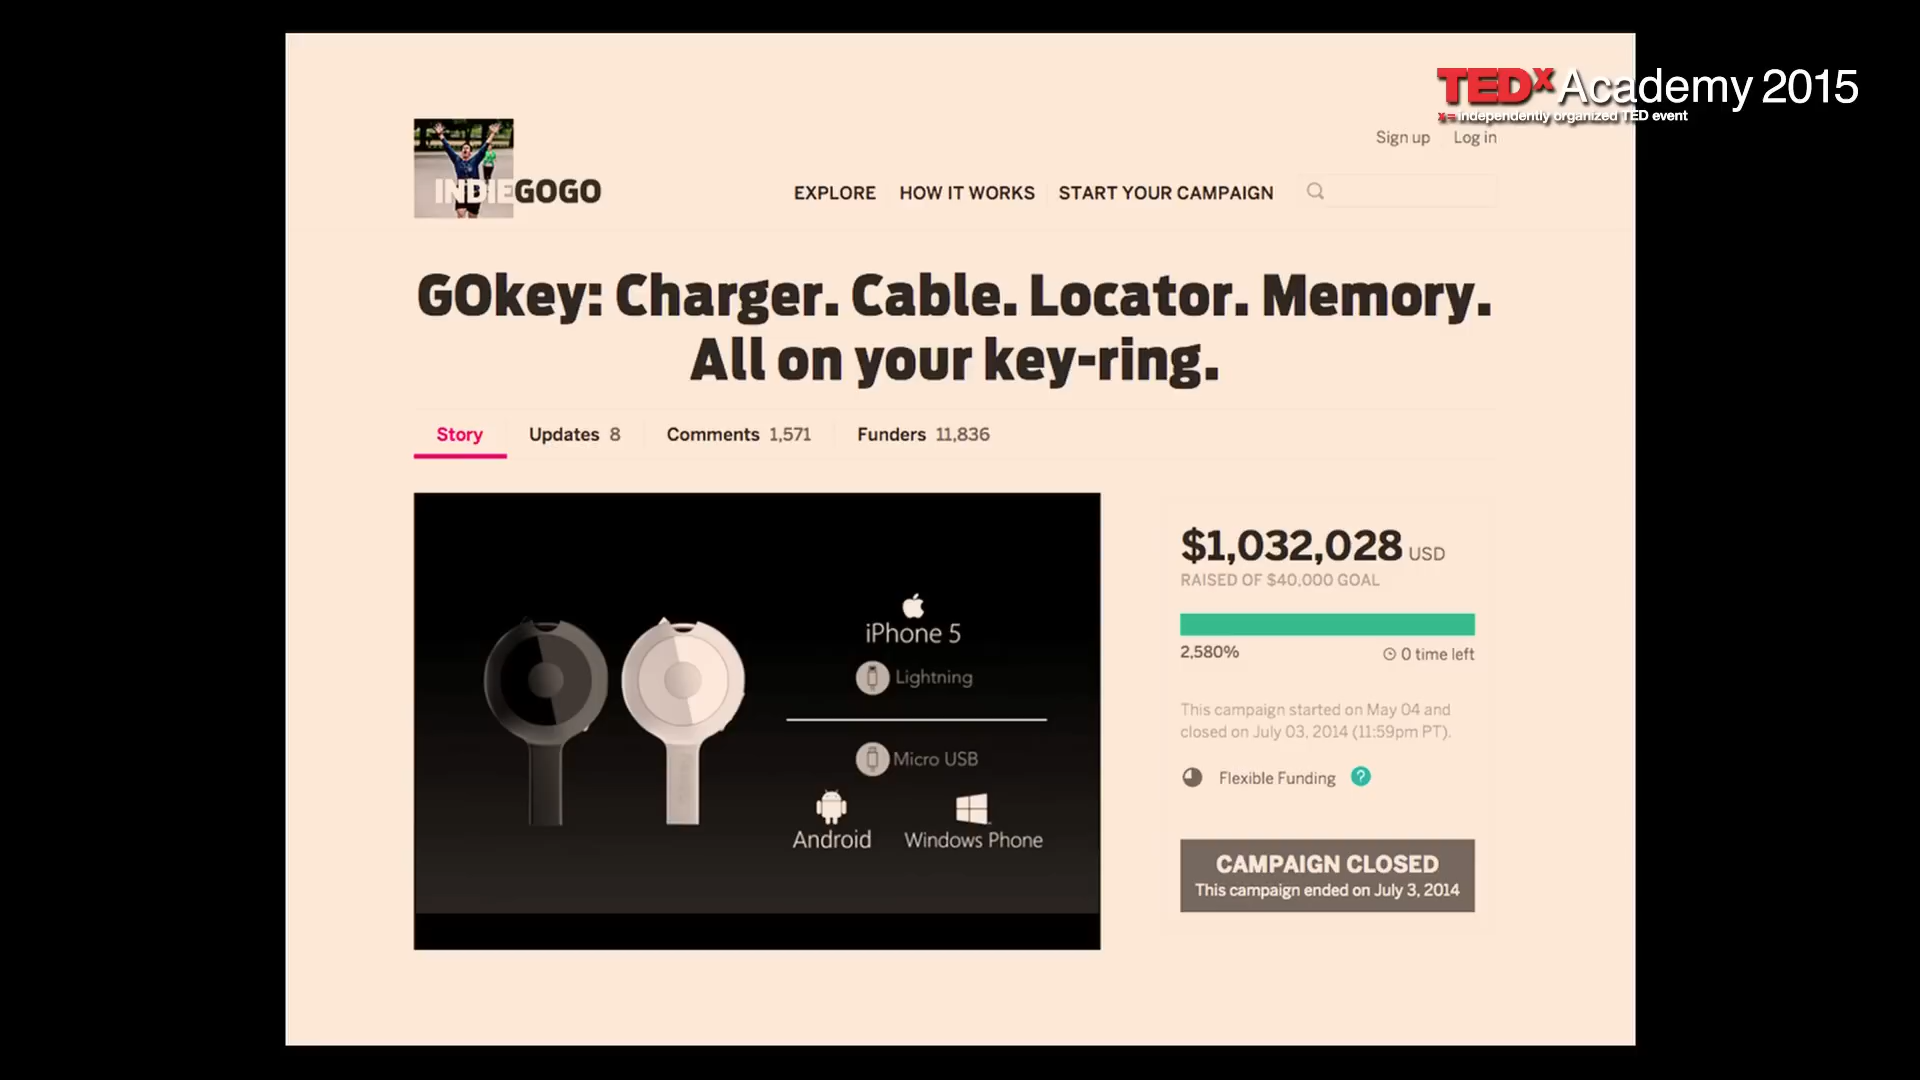 TEDx Academy 2015
x = independently organized TED event
Sign up Log in
INDIEGOGO
EXPLORE HOW IT WORKS START YOUR CAMPAIGN
GOkey: Charger. Cable. Locator. Memory.
All on your key-ring.
Story Updates 8 Comments 1,571 Funders 11,836
iPhone 5
Lightning
Micro USB
Android Windows Phone
$1,032,028 USD
RAISED OF $40,000 GOAL
2,580% 0 time left
This campaign started on May 04 and
closed on July 03, 2014 (11:59pm PT).
Flexible Funding ?
CAMPAIGN CLOSED
This campaign ended on July 3, 2014